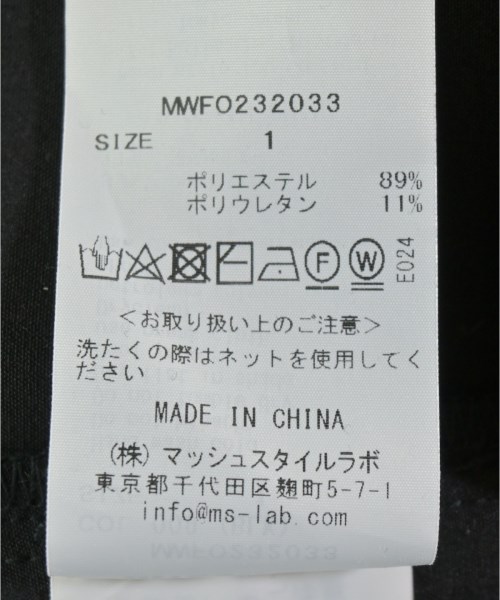 MWFO232033
SIZE 1
ポリエステル 89%
ポリウレタン 11%
F W E024
＜お取り扱い上のご注意＞
洗たくの際はネットを使用してく
ださい
MADE IN CHINA
(株) マッシュスタイルラボ
東京都千代田区麹町5-7-1
info@ms-lab.com
MWFO232033